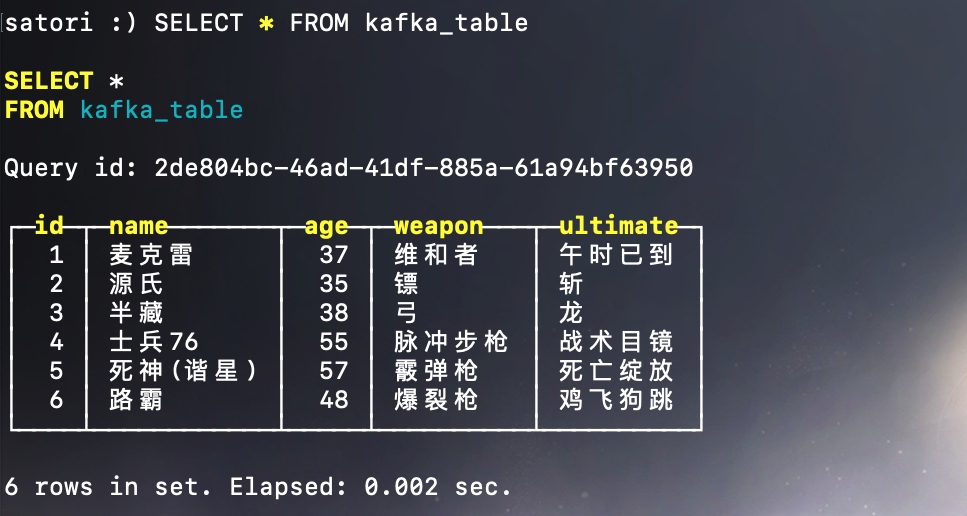 satori :) SELECT * FROM kafka_table
SELECT *
FROM kafka_table
Query id: 2de804bc-46ad-41df-885a-61a94bf63950
id name age weapon ultimate
1 麦克雷 37 维和者 午时已到
2 源氏 35 镖 斩
3 半藏 38 弓 龙
4 士兵76 55 脉冲步枪 战术目镜
5 死神(谐星) 57 霰弹枪 死亡绽放
6 路霸 48 爆裂枪 鸡飞狗跳
6 rows in set. Elapsed: 0.002 sec.